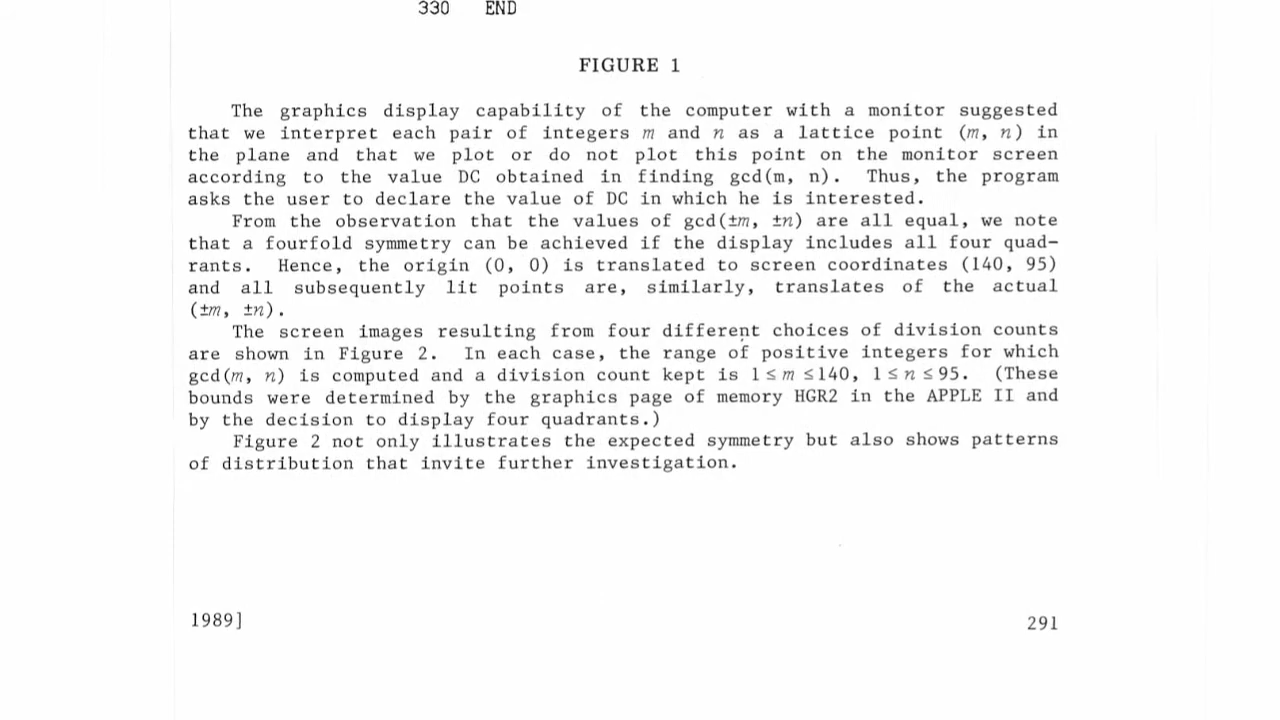 330 END
FIGURE 1
The graphics display capability of the computer with a monitor suggested
that we interpret each pair of integers m and n as a lattice point (m, n) in
the plane and that we plot or do not plot this point on the monitor screen
according to the value DC obtained in finding gcd(m, n). Thus, the program
asks the user to declare the value of DC in which he is interested.
From the observation that the values of gcd(±m, ±n) are all equal, we note
that a fourfold symmetry can be achieved if the display includes all four quad-
rants. Hence, the origin (0, 0) is translated to screen coordinates (140, 95)
and all subsequently lit points are, similarly, translates of the actual
(±m, ±n).
The screen images resulting from four different choices of division counts
are shown in Figure 2. In each case, the range of positive integers for which
gcd(m, n) is computed and a division count kept is 1 ≤ m ≤ 140, 1 ≤ n ≤ 95. (These
bounds were determined by the graphics page of memory HGR2 in the APPLE II and
by the decision to display four quadrants.)
Figure 2 not only illustrates the expected symmetry but also shows patterns
of distribution that invite further investigation.
1989]
291